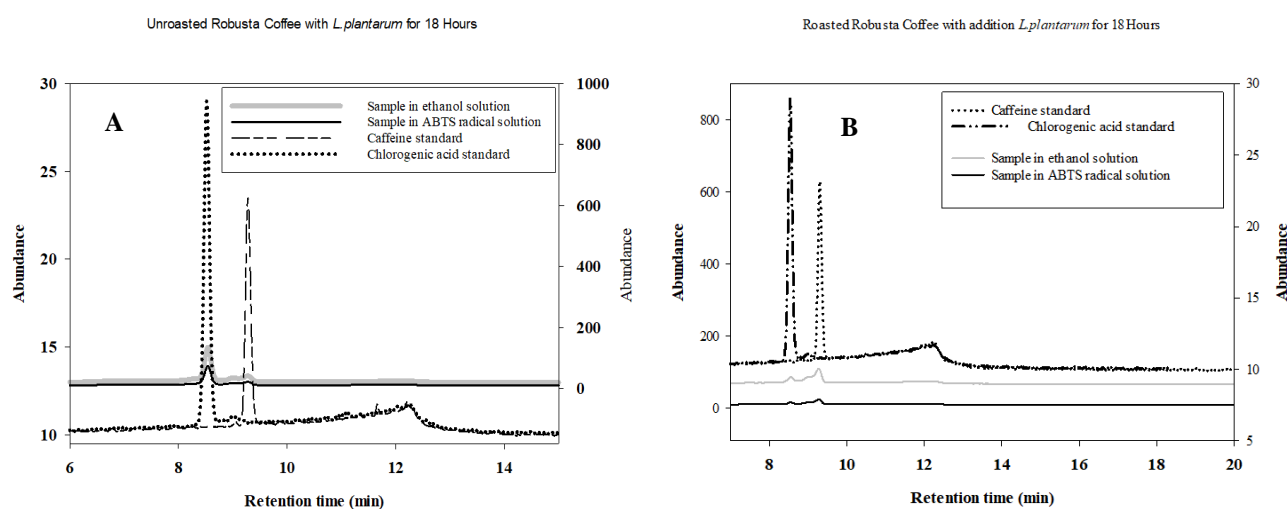 Unroasted Robusta Coffee with L.plantarum for 18 Hours
30
25
20
15
10
1000
800
600
400
200
0
A
Sample in ethanol solution
Sample in ABTS radical solution
Caffeine standard
Chlorogenic acid standard
Abundance
Abundance
6
8
10
12
14
Retention time (min)
Roasted Robusta Coffee with addition L.plantarum for 18 Hours
800
600
400
200
0
30
25
20
15
10
5
B
Caffeine standard
Chlorogenic acid standard
Sample in ethanol solution
Sample in ABTS radical solution
Abundance
Abundance
8
10
12
14
16
18
20
Retention time (min)